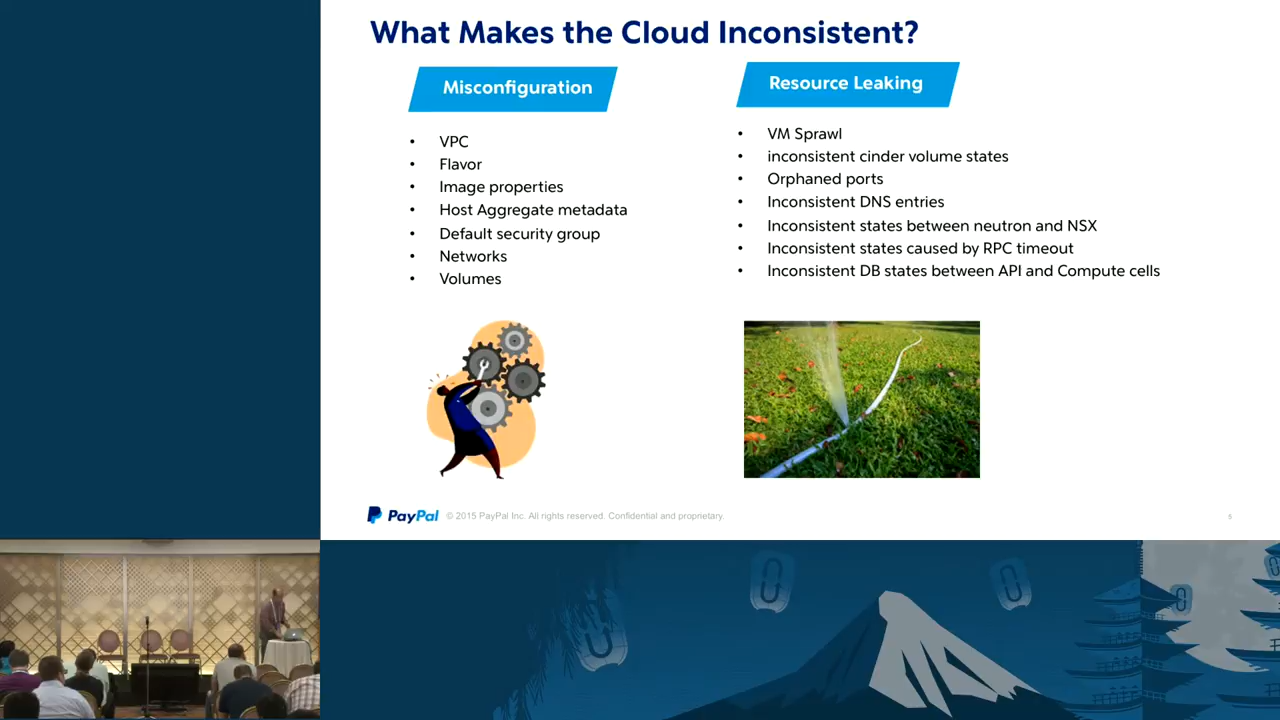 What Makes the Cloud Inconsistent?
Misconfiguration
• VPC
• Flavor
• Image properties
• Host Aggregate metadata
• Default security group
• Networks
• Volumes
Resource Leaking
• VM Sprawl
• inconsistent cinder volume states
• Orphaned ports
• Inconsistent DNS entries
• Inconsistent states between neutron and NSX
• Inconsistent states caused by RPC timeout
• Inconsistent DB states between API and Compute cells
PayPal © 2015 PayPal Inc. All rights reserved. Confidential and proprietary.
5